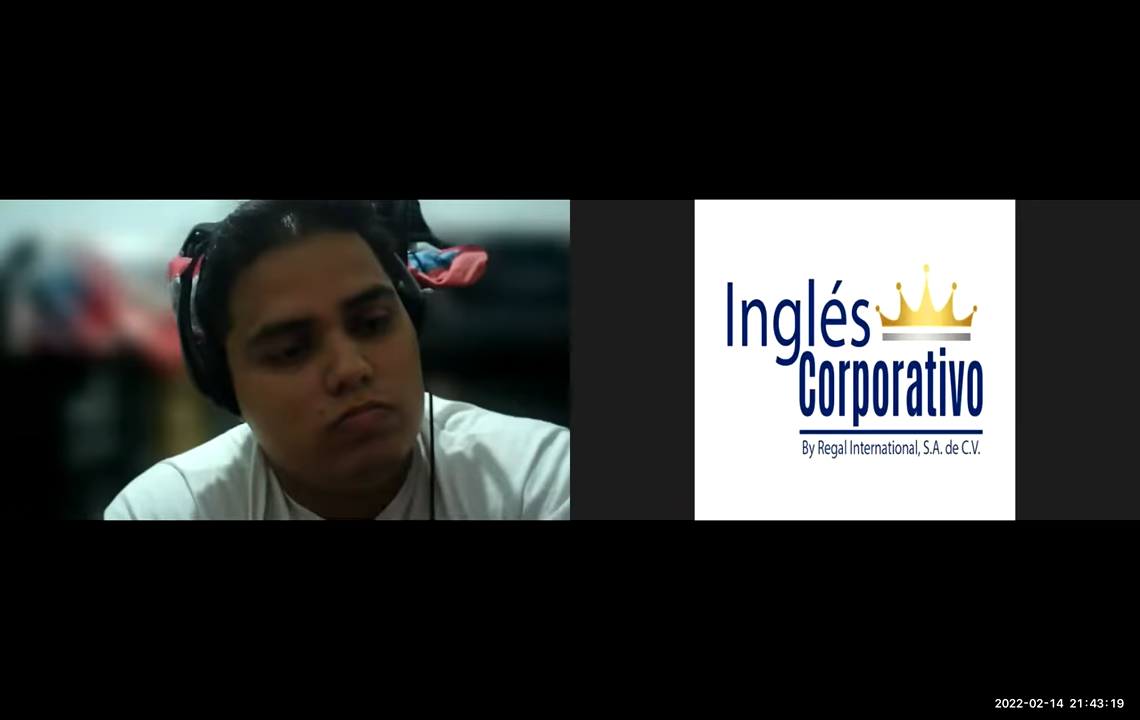 Inglés
Corporativo
By Regal International, S.A. de C.V.
2022-02-14 21:43:19